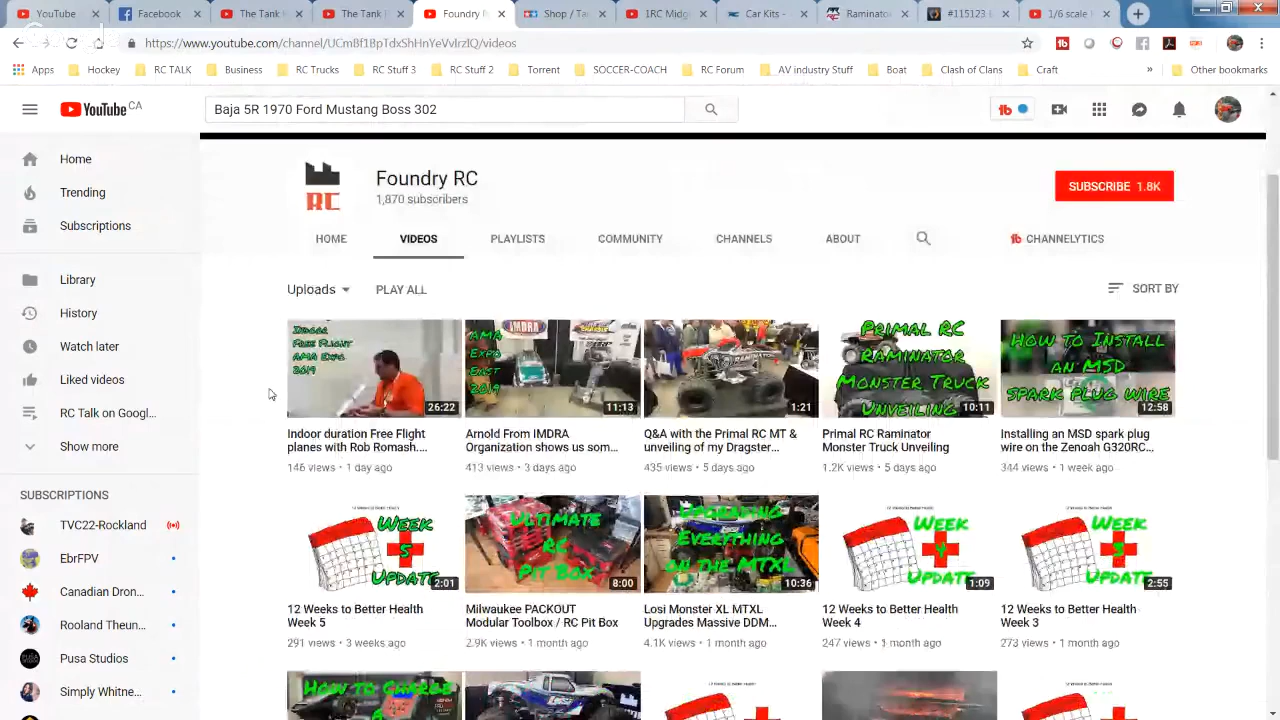 YouTube
Facebook
The Tank
The Tanke
Foundry R
Shop / Ta
1RC Midg
Car Kits -
Raminato
#115123
1/6 scale
https://www.youtube.com/channel/
/videos
Apps
Hockey
RC TALK
Business
RC Trucks
RC Stuff 3
RC Stuff 2
Torrent
SOCCER-COACH
RC Forum
AV industry Stuff
Boat
Clash of Clans
Craft
»
Other bookmarks
YouTube CA
Baja 5R 1970 Ford Mustang Boss 302
Home
Trending
Subscriptions
Library
History
Watch later
Liked videos
RC Talk on Googl...
Show more
SUBSCRIPTIONS
TVC22-Rockland
EbrFPV
Canadian Dron...
Rooland Theun...
Pusa Studios
Simply Whitne...
RC
Foundry RC
1,870 subscribers
SUBSCRIBE 1.8K
HOME
VIDEOS
PLAYLISTS
COMMUNITY
CHANNELS
ABOUT
CHANNELYTICS
Uploads
PLAY ALL
SORT BY
Indoor
Free Flight
AMA Expo
2019
26:22
Indoor duration Free Flight
planes with Rob Romash...
146 views • 1 day ago
AMA
Expo
East
2019
IMDRA
11:13
Arnold From IMDRA
Organization shows us som...
413 views • 3 days ago
1:21
Q&A with the Primal RC MT &
unveiling of my Dragster...
435 views • 5 days ago
Primal RC
Raminator
Monster Truck
Unveiling
10:11
Primal RC Raminator
Monster Truck Unveiling
1.2K views • 5 days ago
How to Install
an MSD
spark plug wire
12:58
Installing an MSD spark plug
wire on the Zenoah G320RC...
344 views • 1 week ago
Week
5
Update
2:01
12 Weeks to Better Health
Week 5
291 views • 3 weeks ago
Ultimate
RC
Pit Box
8:00
Milwaukee PACKOUT
Modular Toolbox / RC Pit Box
2.9K views • 1 month ago
Upgrading
Everything
on the MTXL
10:36
Losi Monster XL MTXL
Upgrades Massive DDM...
4.1K views • 1 month ago
Week
4
Update
1:09
12 Weeks to Better Health
Week 4
247 views • 1 month ago
Week
3
Update
2:55
12 Weeks to Better Health
Week 3
273 views • 1 month ago